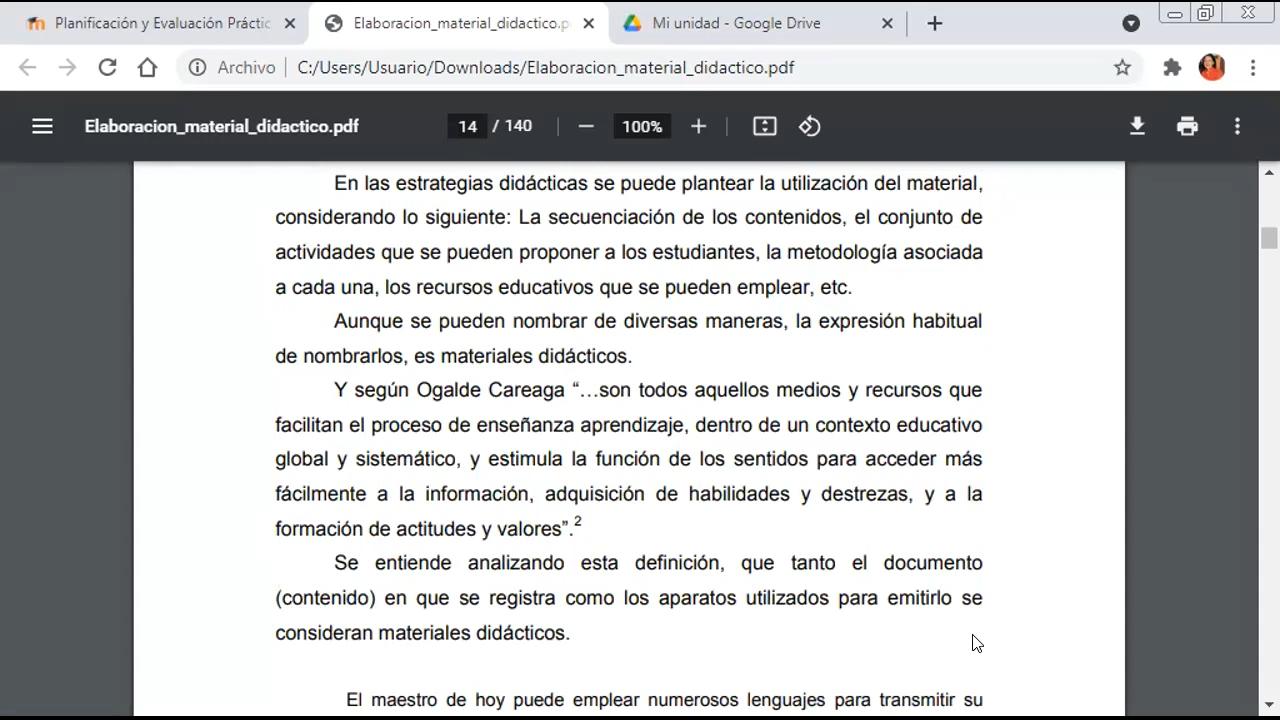 Planificación y Evaluación Práctic
Elaboracion_material_didactico.p
Mi unidad - Google Drive
Archivo
C:/Users/Usuario/Downloads/Elaboracion_material_didactico.pdf
Elaboracion_material_didactico.pdf
14 / 140
100%
En las estrategias didácticas se puede plantear la utilización del material,
considerando lo siguiente: La secuenciación de los contenidos, el conjunto de
actividades que se pueden proponer a los estudiantes, la metodología asociada
a cada una, los recursos educativos que se pueden emplear, etc.
Aunque se pueden nombrar de diversas maneras, la expresión habitual
de nombrarlos, es materiales didácticos.
Y según Ogalde Careaga “…son todos aquellos medios y recursos que
facilitan el proceso de enseñanza aprendizaje, dentro de un contexto educativo
global y sistemático, y estimula la función de los sentidos para acceder más
fácilmente a la información, adquisición de habilidades y destrezas, y a la
formación de actitudes y valores”.2
Se entiende analizando esta definición, que tanto el documento
(contenido) en que se registra como los aparatos utilizados para emitirlo se
consideran materiales didácticos.
El maestro de hoy puede emplear numerosos lenguajes para transmitir su